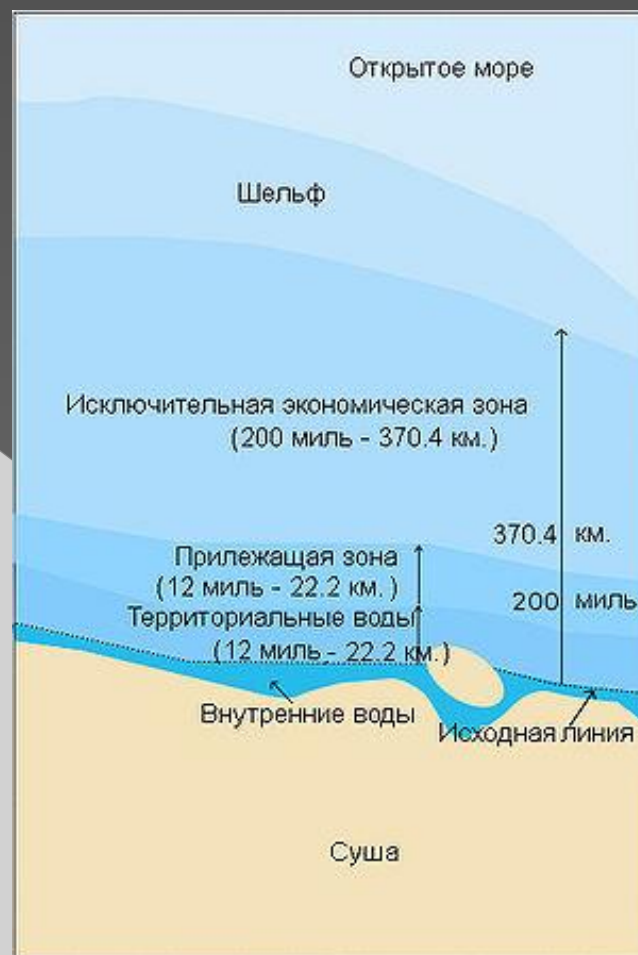 Открытое море
Шельф
Исключительная экономическая зона
(200 миль - 370.4 км.)
370.4 км.
Прилежащая зона
(12 миль - 22.2 км.)
200 миль
Территориальные воды
(12 миль - 22.2 км.)
Внутренние воды
Исходная линия
Суша